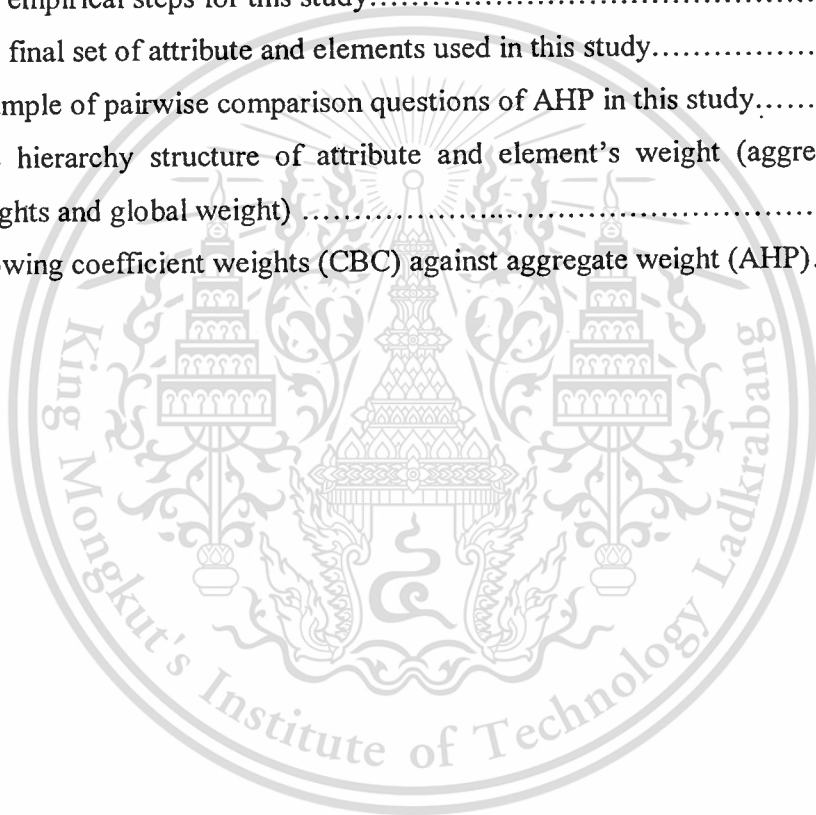 empirical steps for this study..........................................
final set of attribute and elements used in this study..................
mple of pairwise comparison questions of AHP in this study......
hierarchy structure of attribute and element's weight (aggre
ghts and global weight) ..................................................
owing coefficient weights (CBC) against aggregate weight (AHP).
King Mongkut's Institute of Technology Ladkrabang